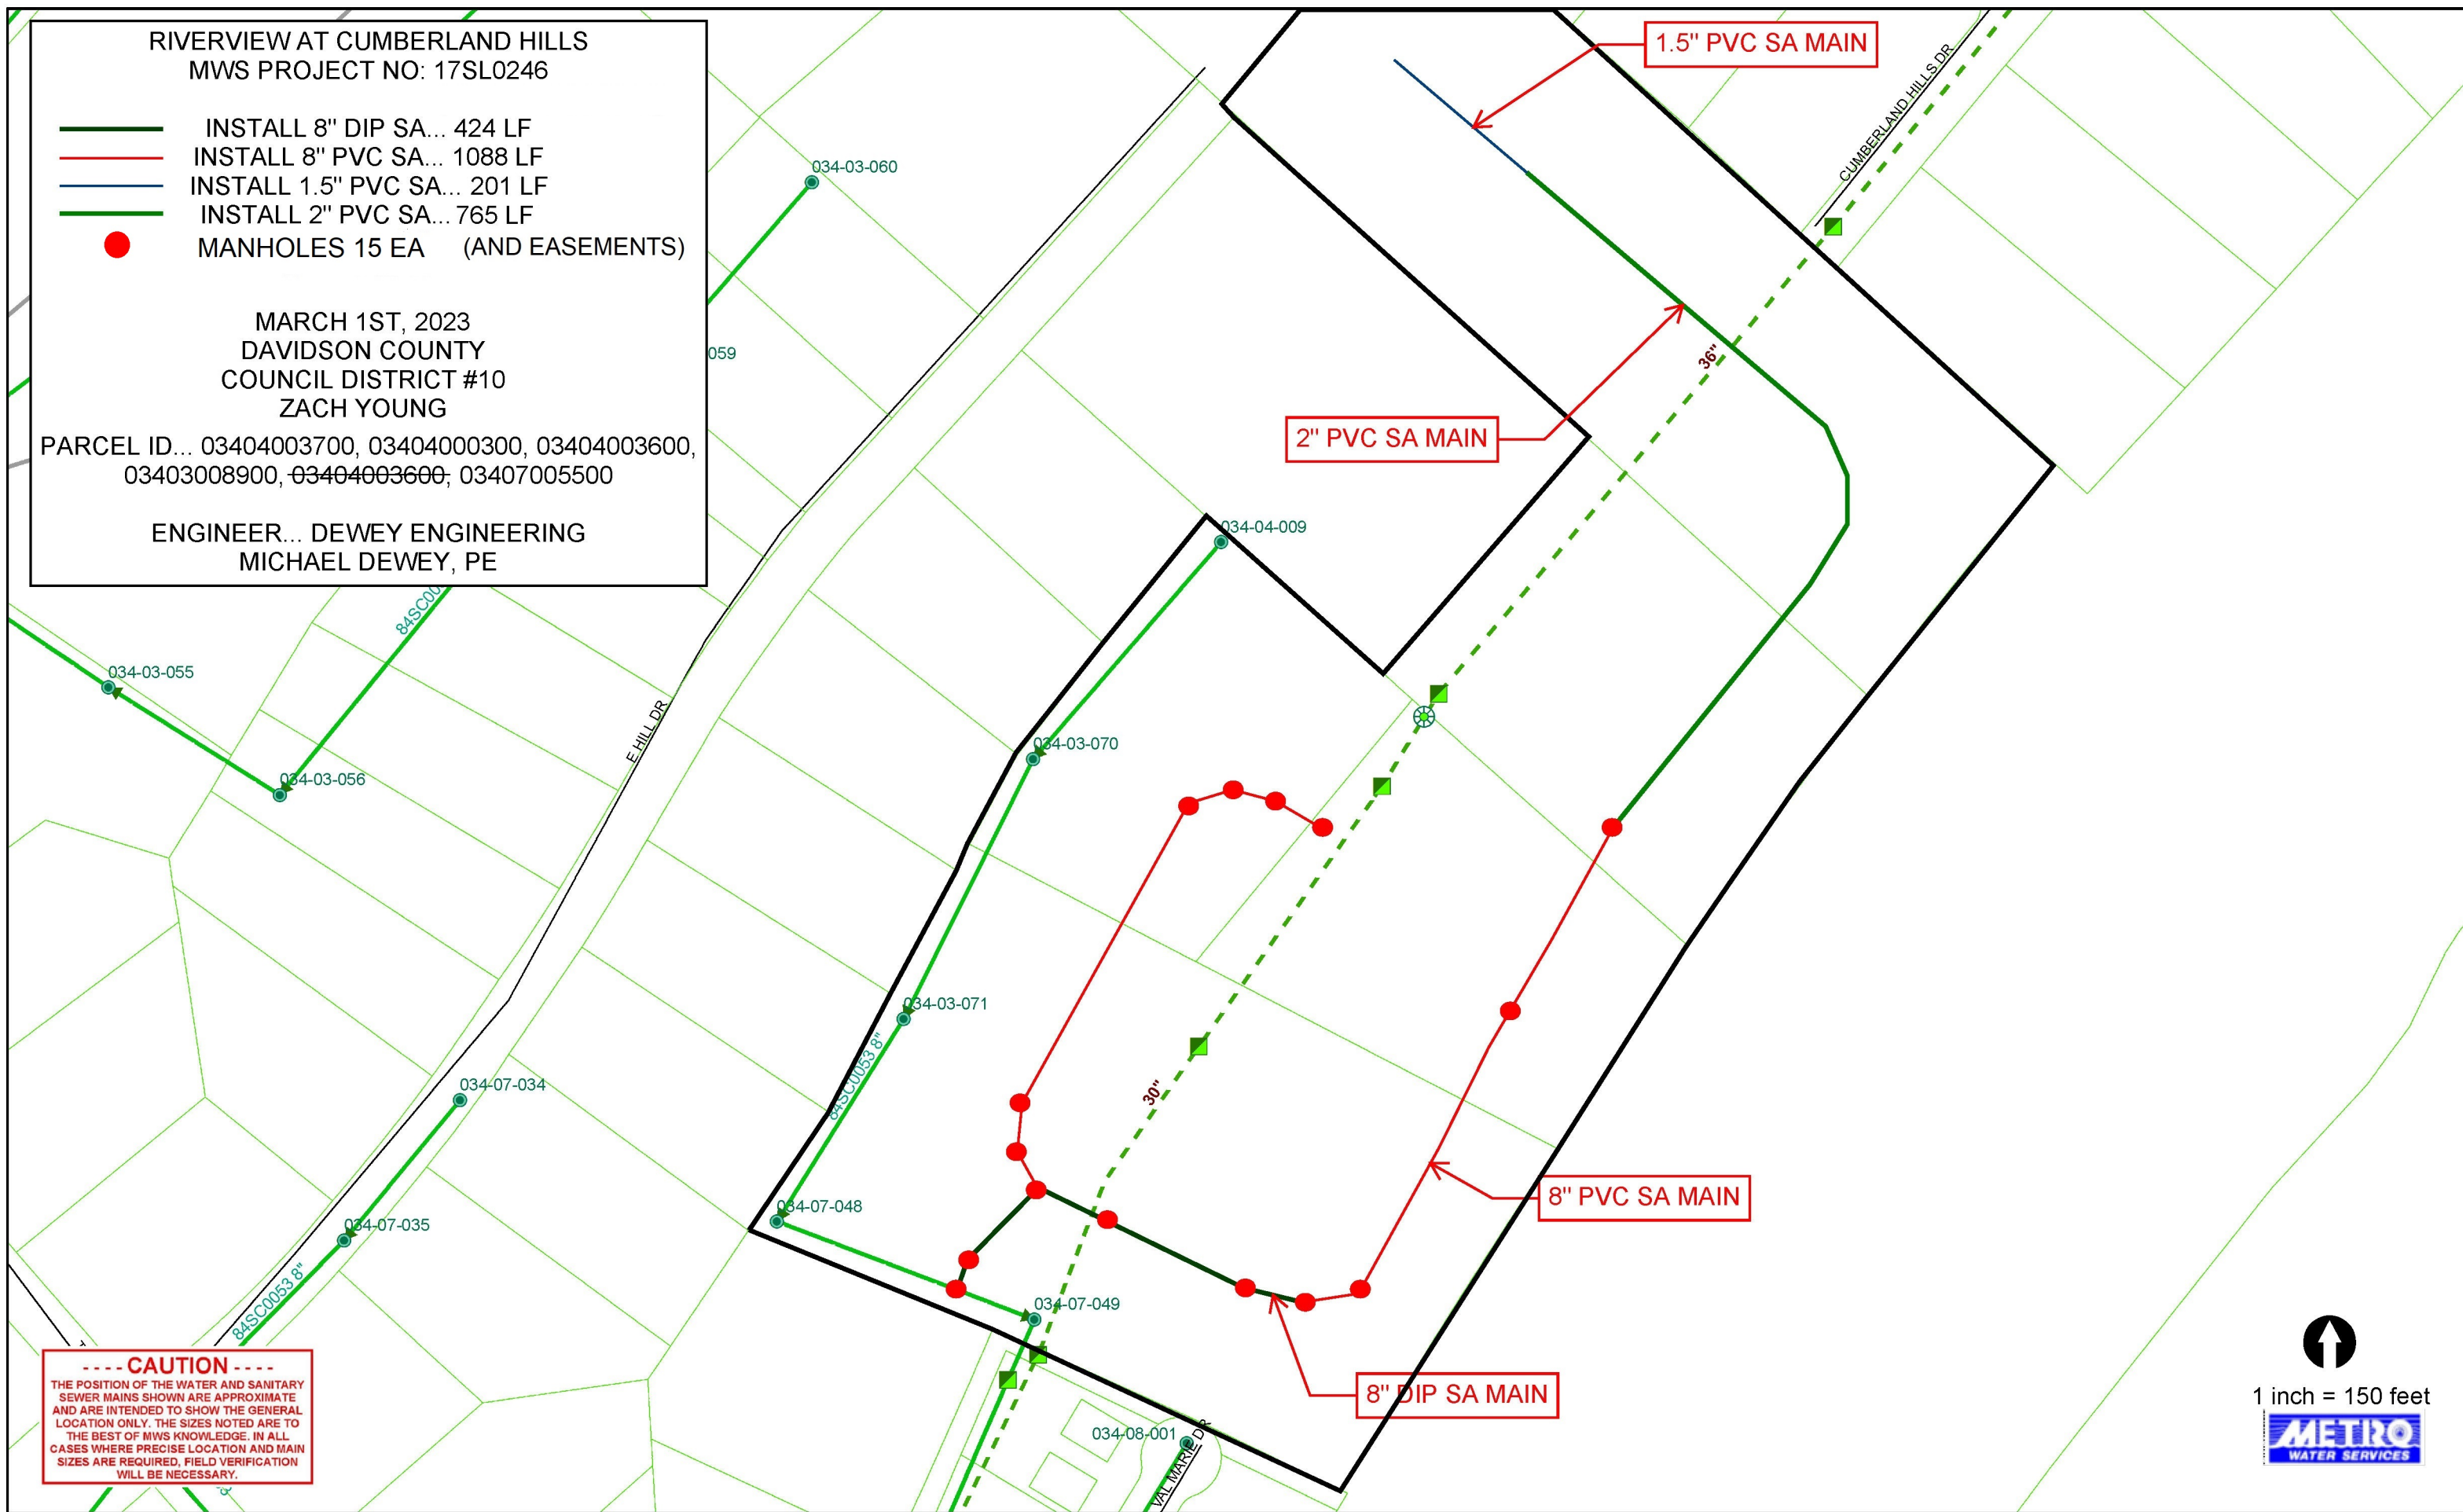 RIVERVIEW AT CUMBERLAND HILLS
MWS PROJECT NO: 17SL0246
INSTALL 8" DIP SA... 424 LF
INSTALL 8" PVC SA... 1088 LF
INSTALL 1.5" PVC SA... 201 LF
INSTALL 2" PVC SA... 765 LF
MANHOLES 15 EA (AND EASEMENTS)
MARCH 1ST, 2023
DAVIDSON COUNTY
COUNCIL DISTRICT #10
ZACH YOUNG
PARCEL ID... 03404003700, 03404000300, 03404003600,
03403008900, 03404003600, 03407005500
ENGINEER... DEWEY ENGINEERING
MICHAEL DEWEY, PE
1.5" PVC SA MAIN
CUMBERLAND HILLS DR
034-03-060
059
36"
2" PVC SA MAIN
034-04-009
84SC00
034-03-055
E HILL DR
034-03-070
034-03-056
034-03-071
84SC0053 8"
034-07-034
30"
8" PVC SA MAIN
034-07-048
034-07-035
84SC0053 8"
034-07-049
8" DIP SA MAIN
034-08-001
VAL MARIE DR
- - - - CAUTION - - - -
THE POSITION OF THE WATER AND SANITARY
SEWER MAINS SHOWN ARE APPROXIMATE
AND ARE INTENDED TO SHOW THE GENERAL
LOCATION ONLY. THE SIZES NOTED ARE TO
THE BEST OF MWS KNOWLEDGE. IN ALL
CASES WHERE PRECISE LOCATION AND MAIN
SIZES ARE REQUIRED, FIELD VERIFICATION
WILL BE NECESSARY.
1 inch = 150 feet
METRO
WATER SERVICES